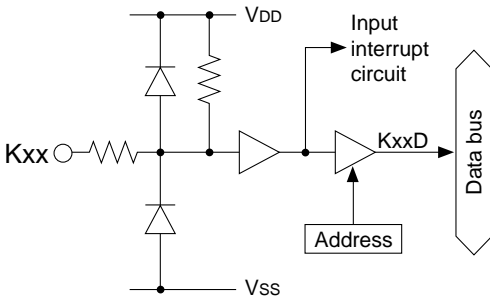 VDD
Input
interrupt
circuit
Kxx
KxxD
Data bus
Address
VSS